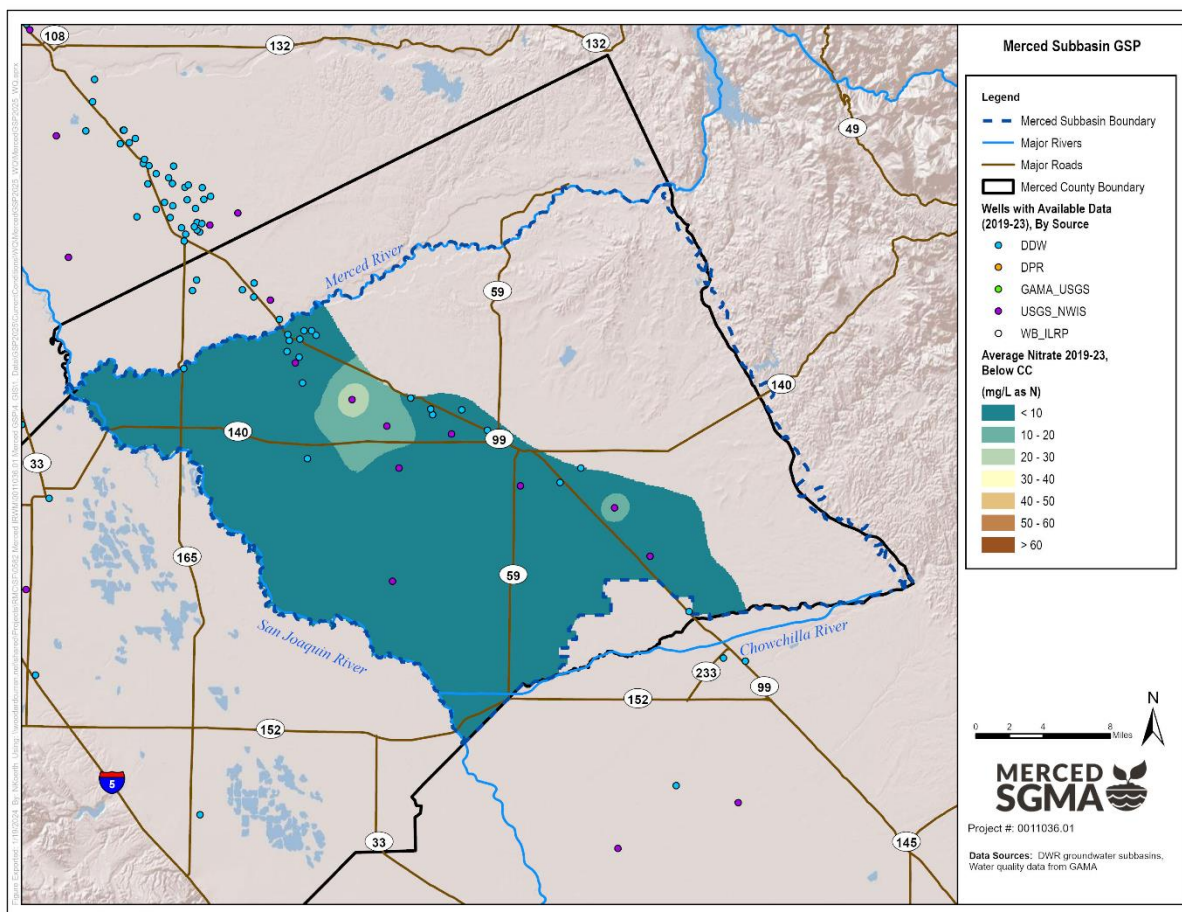 108
132
132
49
Merced River
59
140
140
99
33
165
59
San Joaquin River
Chowchilla River
233
99
152
152
5
33
145
Merced Subbasin GSP
Legend
Merced Subbasin Boundary
Major Rivers
Major Roads
Merced County Boundary
Wells with Available Data
(2019-23), By Source
DDW
DPR
GAMA_USGS
USGS_NWIS
WB_ILRP
Average Nitrate 2019-23,
Below CC
(mg/L as N)
< 10
10 - 20
20 - 30
30 - 40
40 - 50
50 - 60
> 60
N
0 2 4 8
Miles
MERCED
SGMA
Project #: 0011036.01
Data Sources: DWR groundwater subbasins,
Water quality data from GAMA